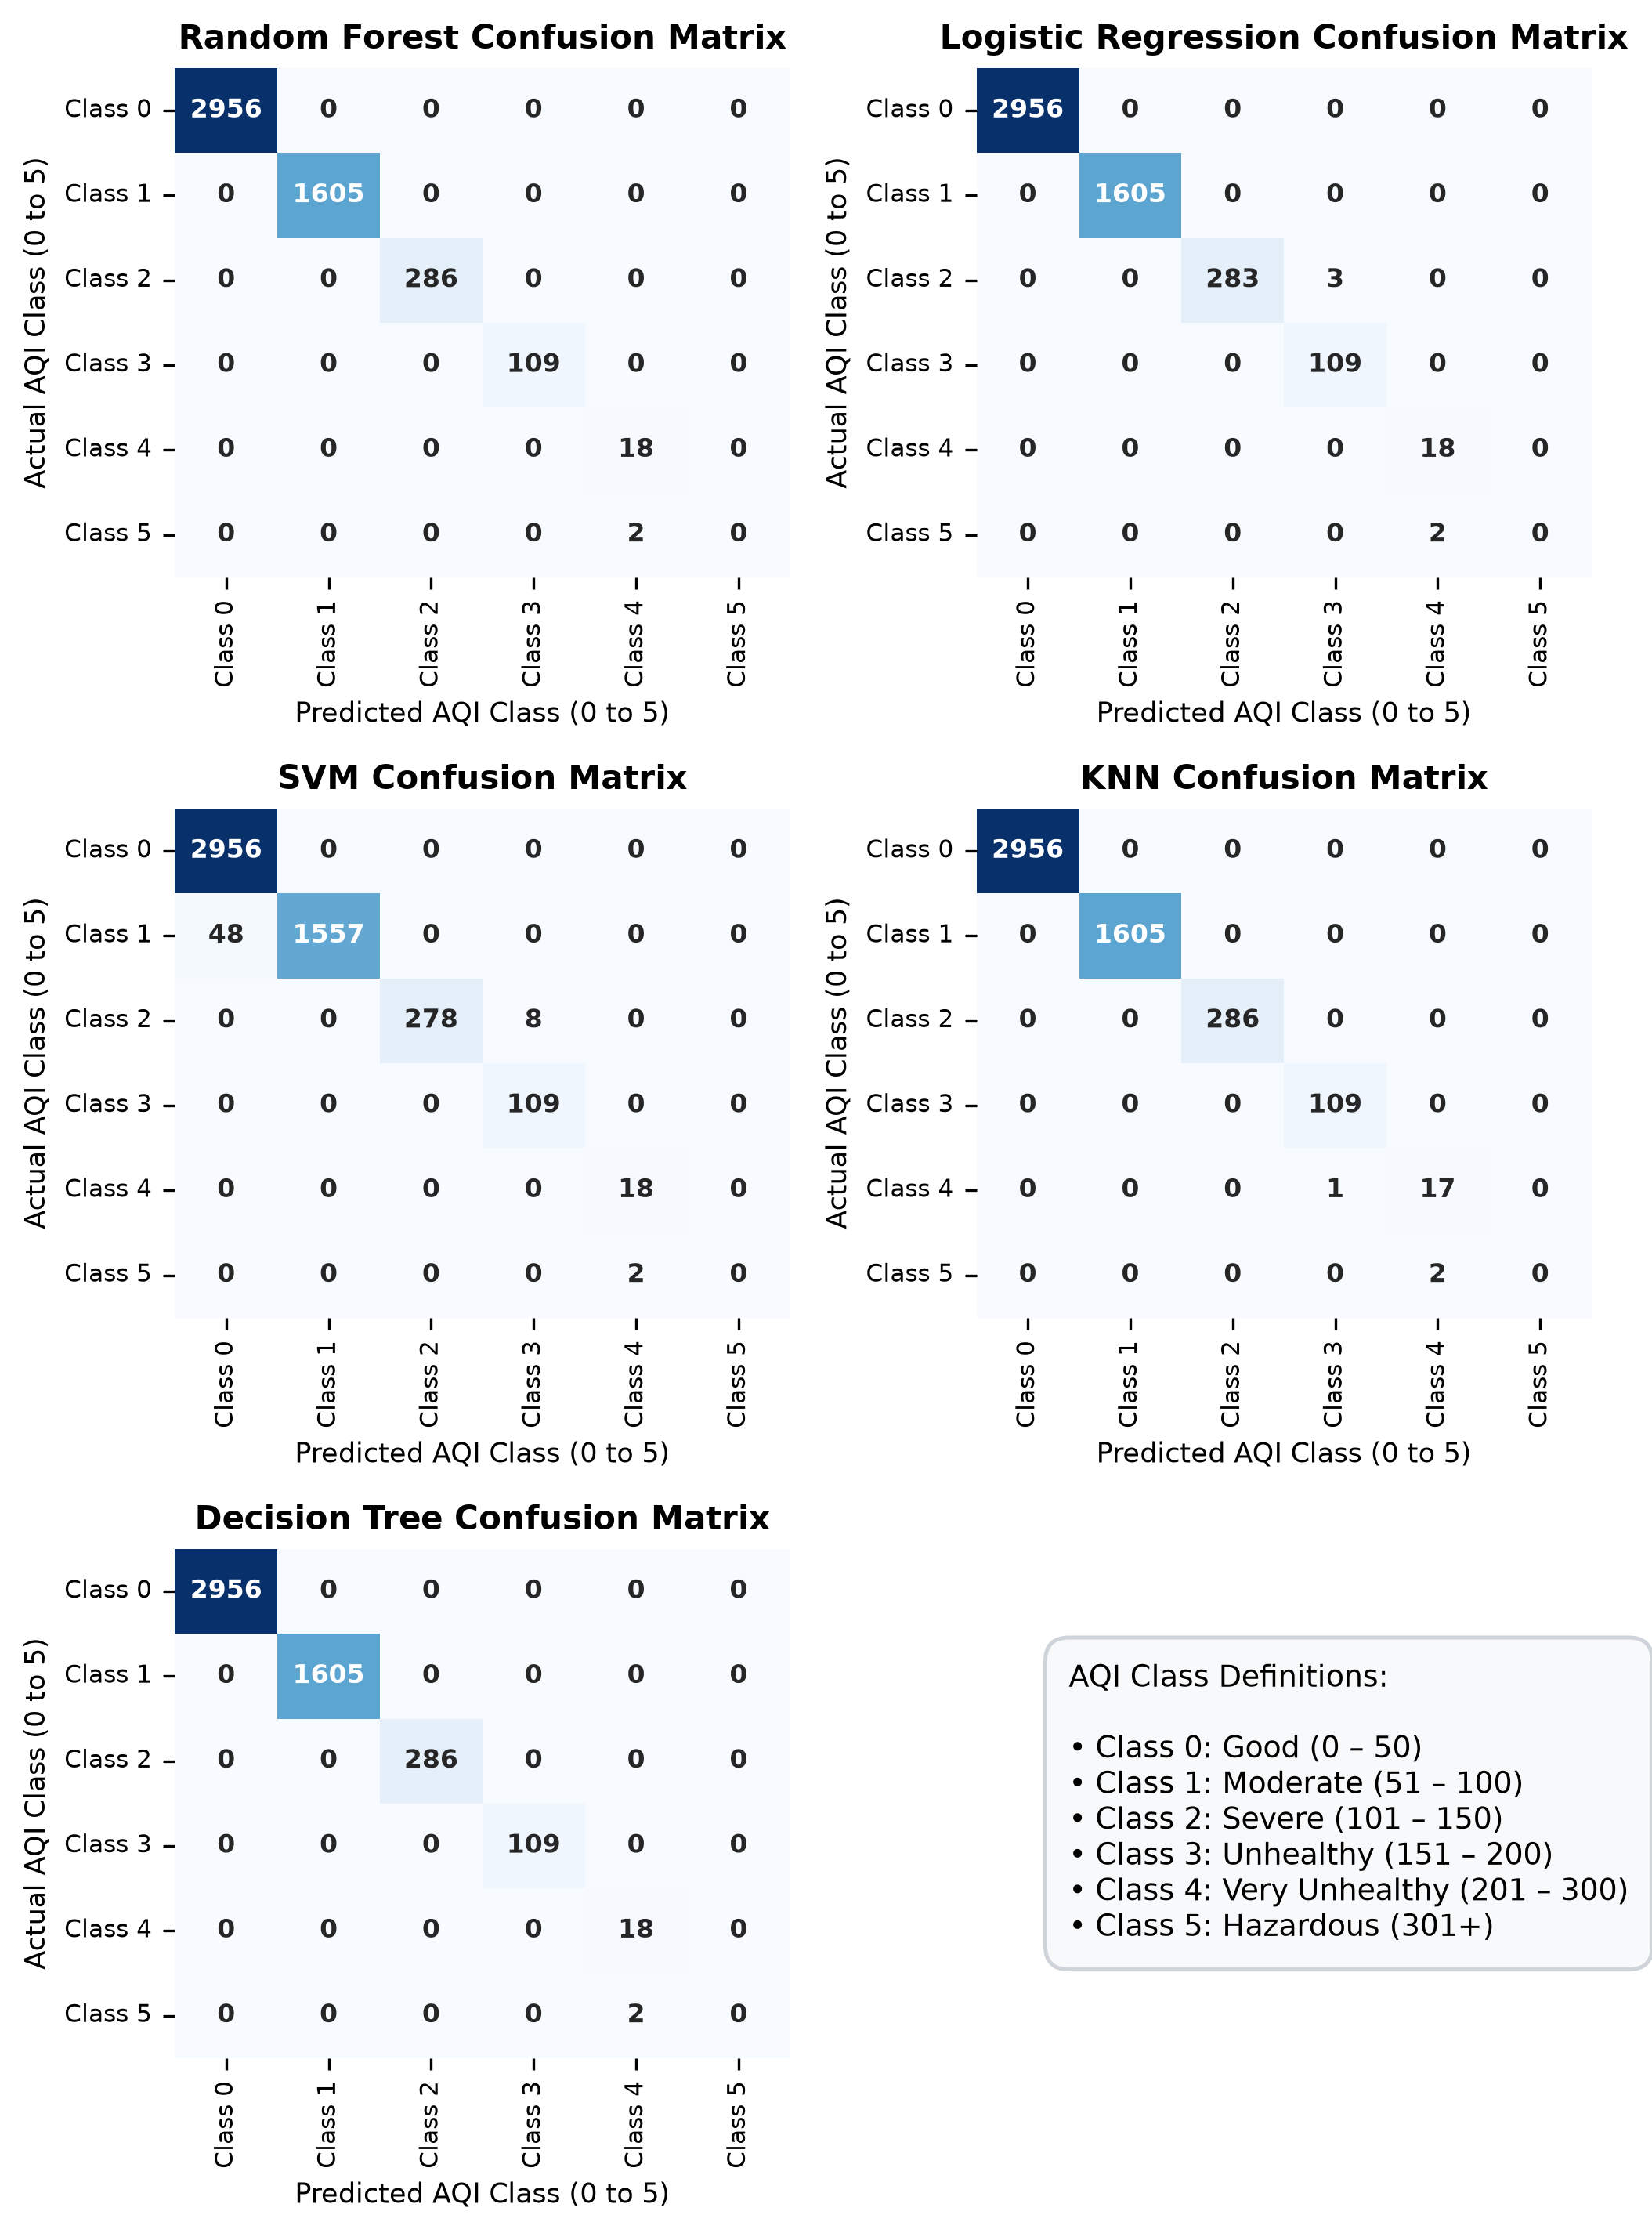 Random Forest Confusion Matrix
Actual AQI Class (0 to 5)
Class 0 2956 0 0 0 0 0
Class 1 0 1605 0 0 0 0
Class 2 0 0 286 0 0 0
Class 3 0 0 0 109 0 0
Class 4 0 0 0 0 18 0
Class 5 0 0 0 0 2 0
Class 0 Class 1 Class 2 Class 3 Class 4 Class 5
Predicted AQI Class (0 to 5)
Logistic Regression Confusion Matrix
Actual AQI Class (0 to 5)
Class 0 2956 0 0 0 0 0
Class 1 0 1605 0 0 0 0
Class 2 0 0 283 3 0 0
Class 3 0 0 0 109 0 0
Class 4 0 0 0 0 18 0
Class 5 0 0 0 0 2 0
Class 0 Class 1 Class 2 Class 3 Class 4 Class 5
Predicted AQI Class (0 to 5)
SVM Confusion Matrix
Actual AQI Class (0 to 5)
Class 0 2956 0 0 0 0 0
Class 1 48 1557 0 0 0 0
Class 2 0 0 278 8 0 0
Class 3 0 0 0 109 0 0
Class 4 0 0 0 0 18 0
Class 5 0 0 0 0 2 0
Class 0 Class 1 Class 2 Class 3 Class 4 Class 5
Predicted AQI Class (0 to 5)
KNN Confusion Matrix
Actual AQI Class (0 to 5)
Class 0 2956 0 0 0 0 0
Class 1 0 1605 0 0 0 0
Class 2 0 0 286 0 0 0
Class 3 0 0 0 109 0 0
Class 4 0 0 0 1 17 0
Class 5 0 0 0 0 2 0
Class 0 Class 1 Class 2 Class 3 Class 4 Class 5
Predicted AQI Class (0 to 5)
Decision Tree Confusion Matrix
Actual AQI Class (0 to 5)
Class 0 2956 0 0 0 0 0
Class 1 0 1605 0 0 0 0
Class 2 0 0 286 0 0 0
Class 3 0 0 0 109 0 0
Class 4 0 0 0 0 18 0
Class 5 0 0 0 0 2 0
Class 0 Class 1 Class 2 Class 3 Class 4 Class 5
Predicted AQI Class (0 to 5)
AQI Class Definitions:
• Class 0: Good (0 – 50)
• Class 1: Moderate (51 – 100)
• Class 2: Severe (101 – 150)
• Class 3: Unhealthy (151 – 200)
• Class 4: Very Unhealthy (201 – 300)
• Class 5: Hazardous (301+)